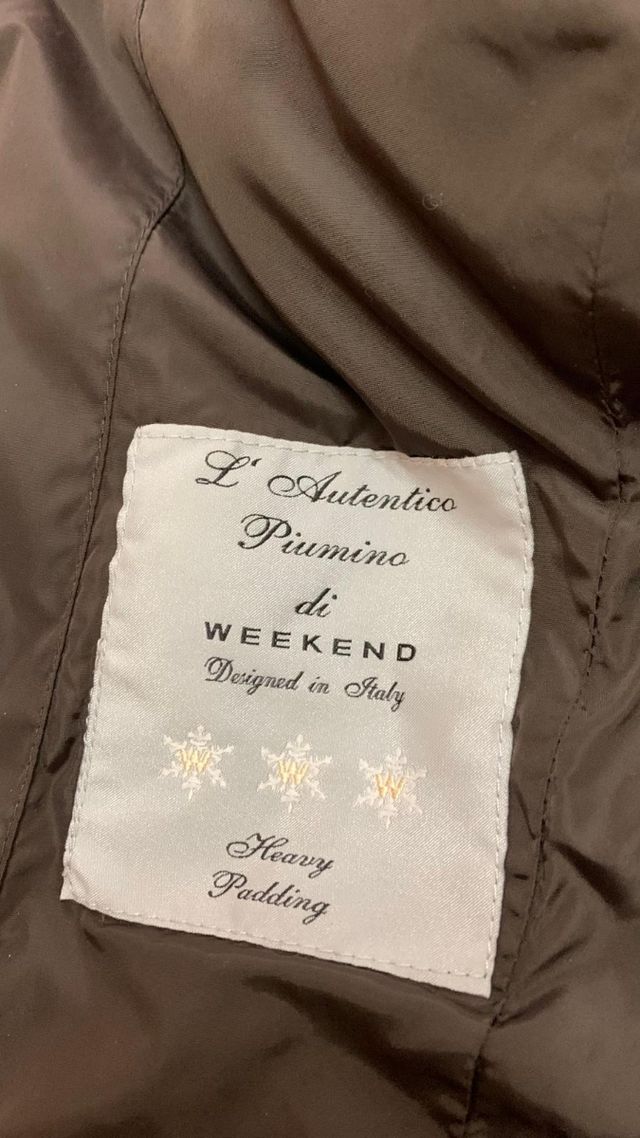 L' Autentico
Piumino
di
WEEKEND
Designed in Italy
W W W
Heavy
Padding